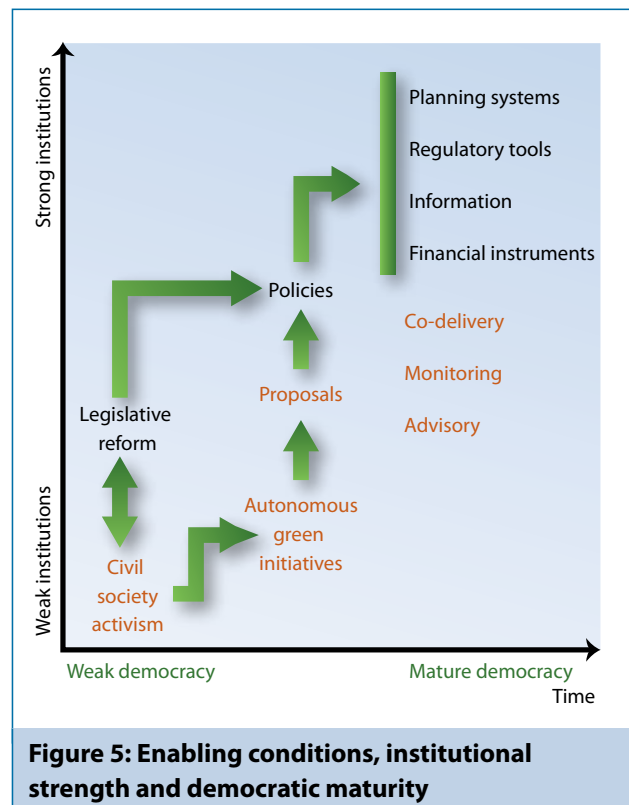 Strong institutions
Weak institutions
Planning systems
Regulatory tools
Information
Financial instruments
Policies
Co-delivery
Monitoring
Advisory
Proposals
Legislative
reform
Autonomous
green
initiatives
Civil
society
activism
Weak democracy
Mature democracy
Time
Figure 5: Enabling conditions, institutional
strength and democratic maturity